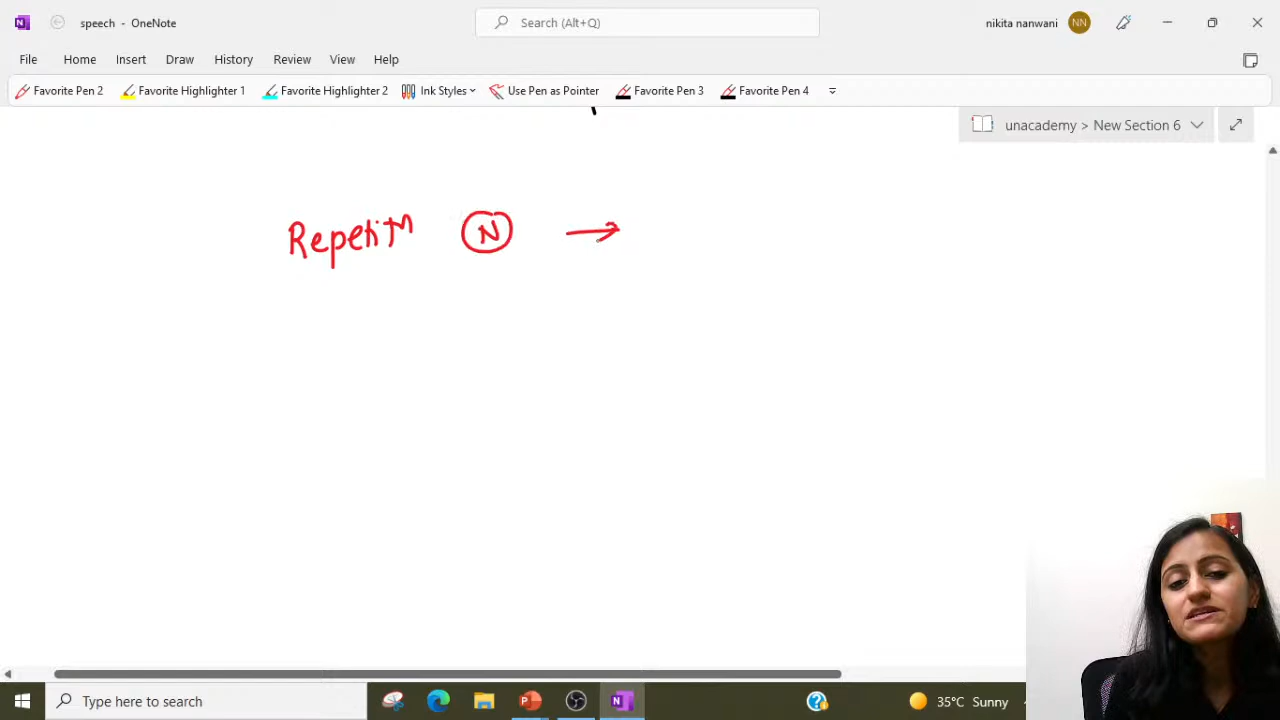 speech - OneNote
Search (Alt+Q)
nikita nanwani NN
File Home Insert Draw History Review View Help
Favorite Pen 2 Favorite Highlighter 1 Favorite Highlighter 2 Ink Styles Use Pen as Pointer Favorite Pen 3 Favorite Pen 4
unacademy > New Section 6
N →
Type here to search
35°C Sunny